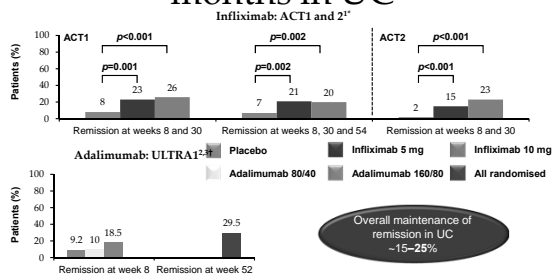 months in UC
Infliximab: ACT1 and 2¹*
Patients (%)
100
80
60
40
20
0
ACT1
p<0.001
p=0.001
8
23
26
Remission at weeks 8 and 30
p=0.002
p=0.002
7
21
20
Remission at weeks 8, 30 and 54
ACT2
p<0.001
p<0.001
2
15
23
Remission at weeks 8 and 30
Adalimumab: ULTRA1²,³†
Placebo
Infliximab 5 mg
Infliximab 10 mg
Adalimumab 80/40
Adalimumab 160/80
All randomised
Patients (%)
100
80
60
40
20
0
9.2
10
18.5
29.5
Remission at week 8
Remission at week 52
Overall maintenance of
remission in UC
~15–25%